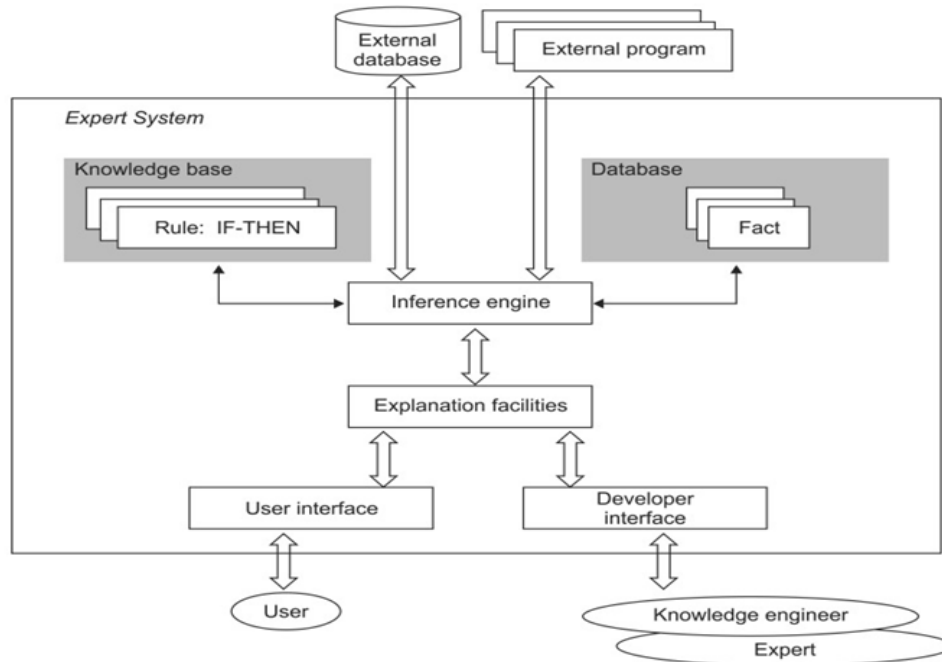 External
database
External program
Expert System
Knowledge base
Rule: IF-THEN
Database
Fact
Inference engine
Explanation facilities
User interface
Developer
interface
User
Knowledge engineer
Expert